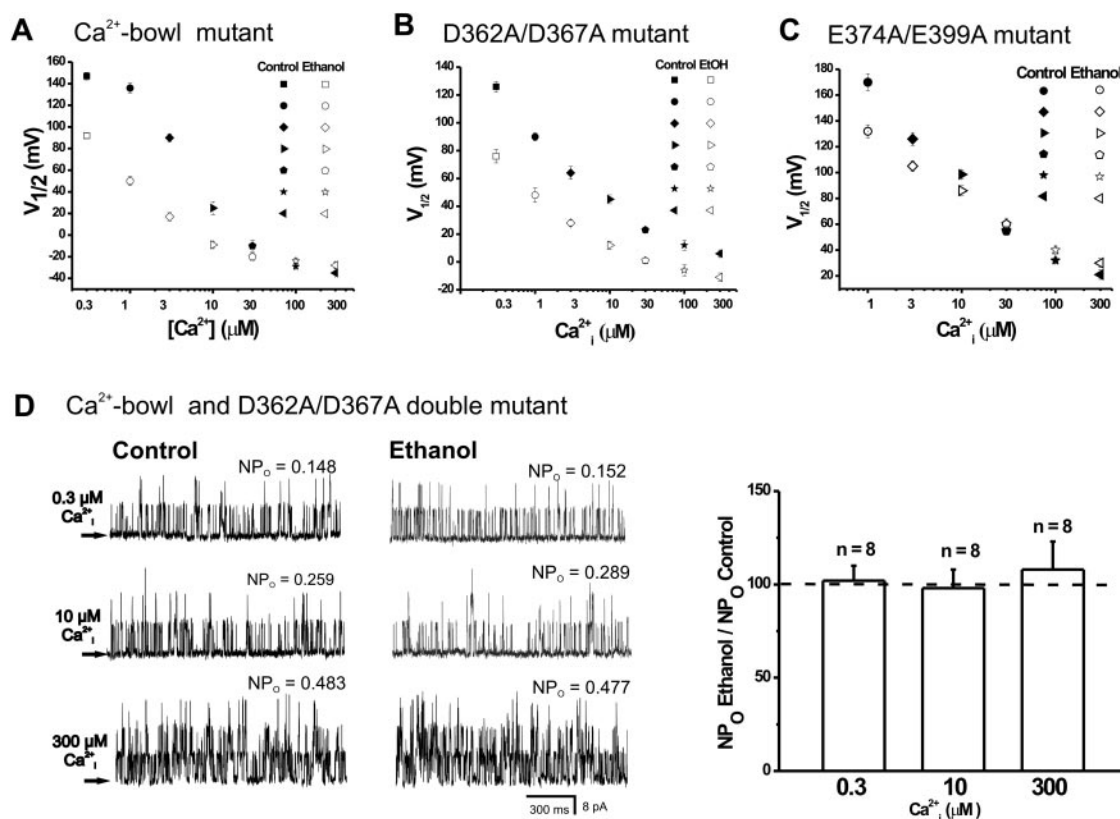 A Ca²⁺-bowl mutant
Control Ethanol
V1/2 (mV)
160
140
120
100
80
60
40
20
0
-20
-40
0.3 1 3 10 30 100 300
[Ca²⁺] (μM)
B D362A/D367A mutant
Control EtOH
V1/2 (mV)
140
120
100
80
60
40
20
0
-20
0.3 1 3 10 30 100 300
Ca²⁺i (μM)
C E374A/E399A mutant
Control Ethanol
V1/2 (mV)
180
160
140
120
100
80
60
40
20
1 3 10 30 100 300
Ca²⁺i (μM)
D Ca²⁺-bowl and D362A/D367A double mutant
Control Ethanol
0.3 μM
Ca²⁺i
NPO = 0.148
NPO = 0.152
10 μM
Ca²⁺i
NPO = 0.259
NPO = 0.289
300 μM
Ca²⁺i
NPO = 0.483
NPO = 0.477
300 ms
8 pA
NPO Ethanol / NPO Control
150
100
50
0
n = 8
n = 8
n = 8
0.3 10 300
Ca²⁺i (μM)